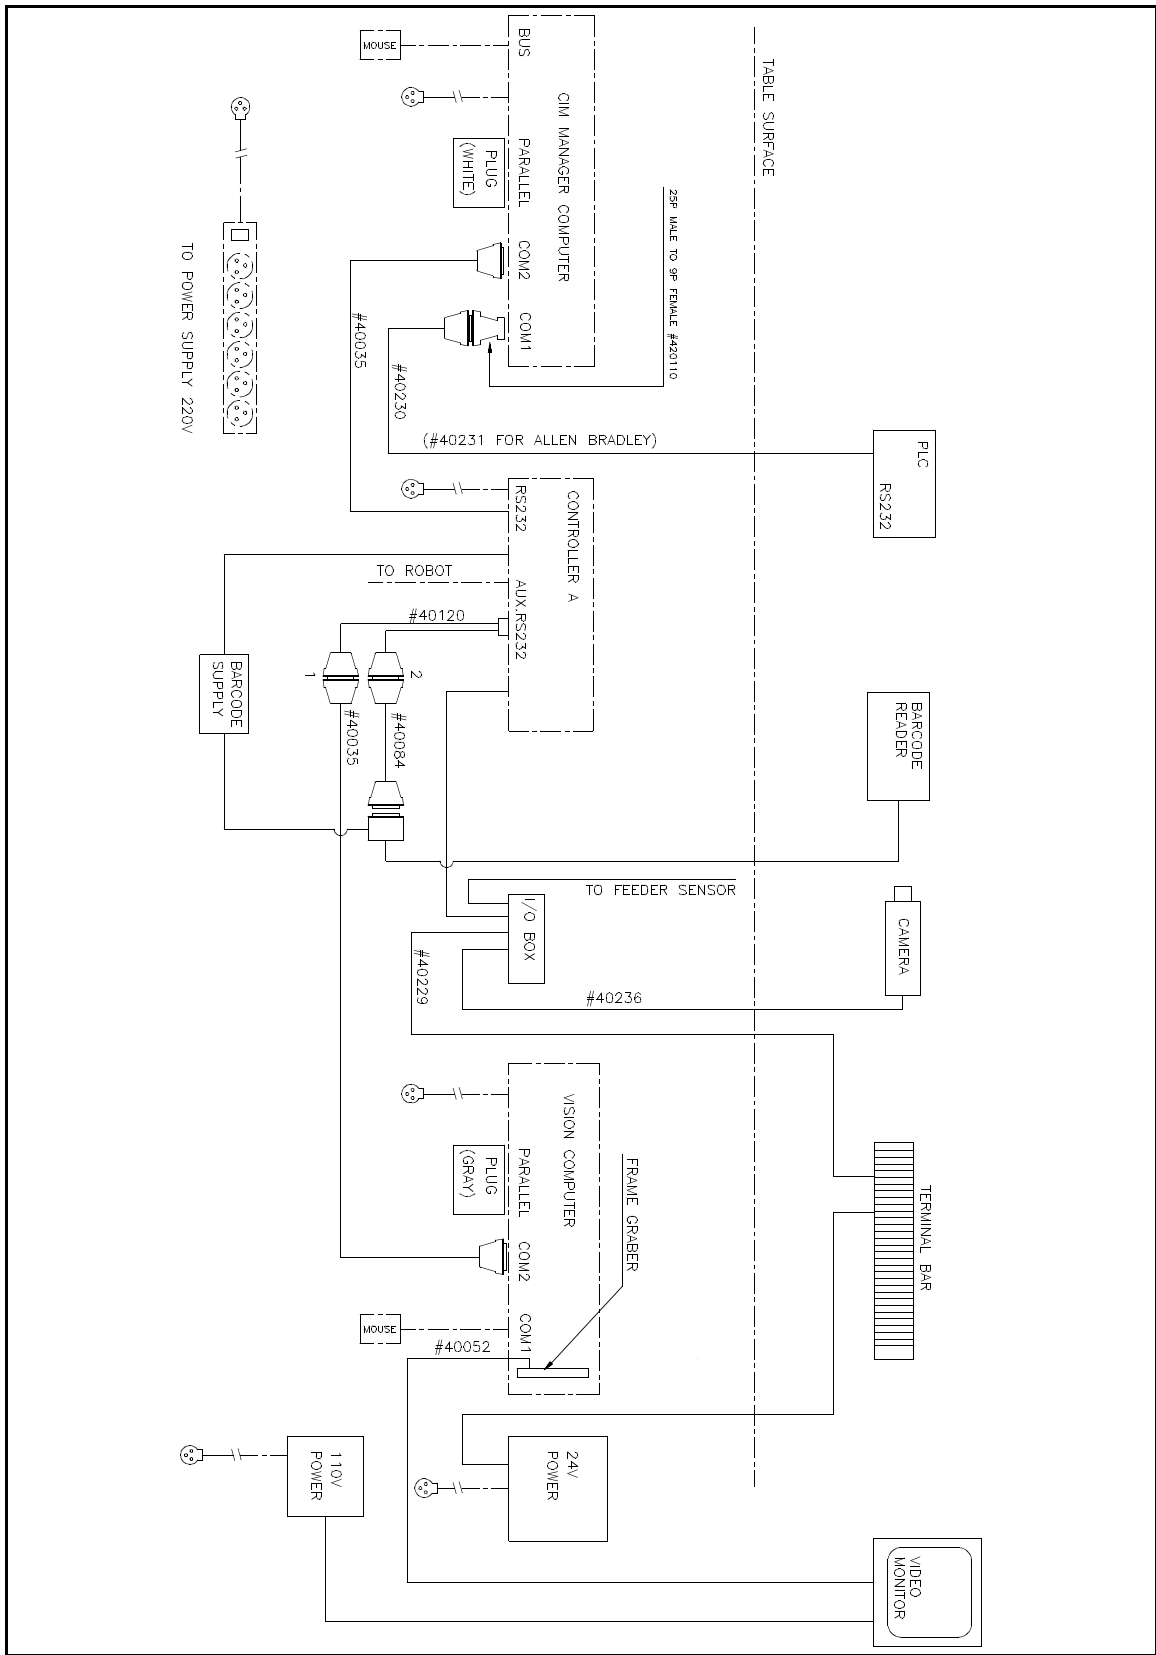 MOUSE
BUS
CIM MANAGER COMPUTER
TABLE SURFACE
PLUG
(WHITE)
PARALLEL
COM2
COM1
25P MALE TO 9P FEMALE #420110
TO POWER SUPPLY 220V
#40035
#40230
(#40231 FOR ALLEN BRADLEY)
PLC
RS232
RS232
CONTROLLER A
TO ROBOT
AUX.RS232
#40120
1
2
BARCODE
SUPPLY
#40035
#40084
BARCODE
READER
TO FEEDER SENSOR
I/O BOX
CAMERA
#40229
#40236
VISION COMPUTER
PLUG
(GRAY)
PARALLEL
FRAME GRABER
TERMINAL BAR
COM2
COM1
MOUSE
#40052
110V
POWER
24V
POWER
VIDEO
MONITOR